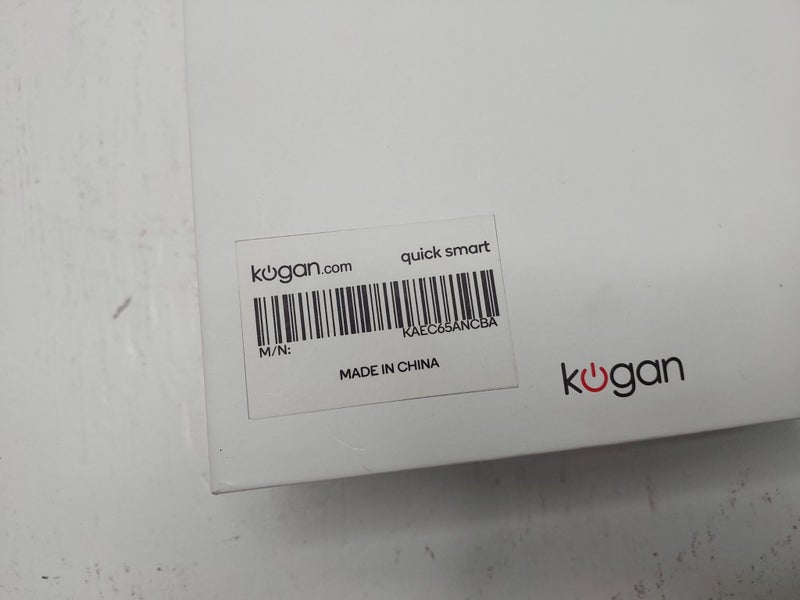 kogan.com
quick smart
M/N:
KAEC65ANCBA
MADE IN CHINA
kogan